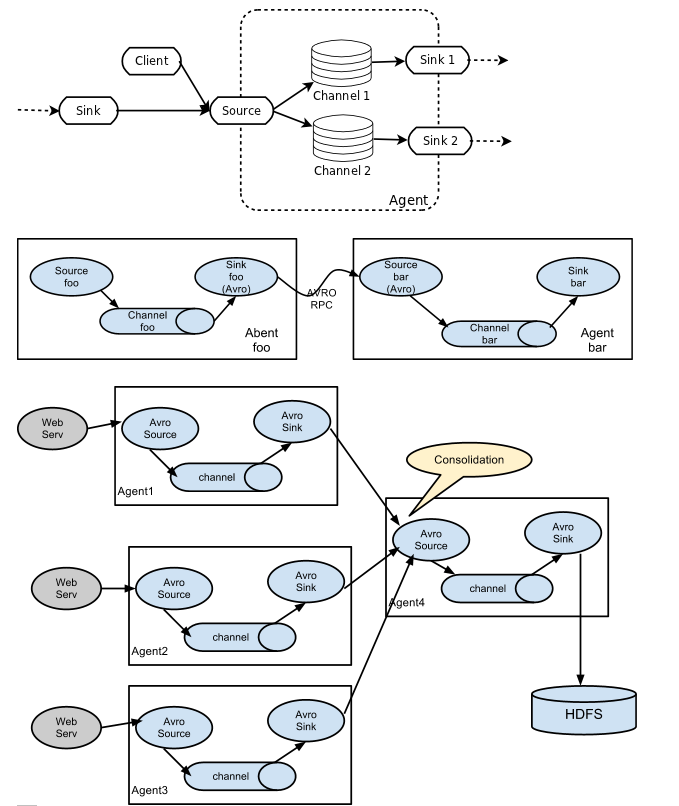 Client
Sink
Source
Channel 1
Channel 2
Sink 1
Sink 2
Agent
Source
foo
Channel
foo
Sink
foo
(Avro)
Abent
foo
AVRO
RPC
Source
bar
(Avro)
Channel
bar
Sink
bar
Agent
bar
Web
Serv
Avro
Source
Avro
Sink
channel
Agent1
Consolidation
Avro
Source
Avro
Sink
channel
Agent4
Web
Serv
Avro
Source
Avro
Sink
channel
Agent2
HDFS
Web
Serv
Avro
Source
Avro
Sink
channel
Agent3